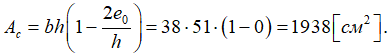 A_c = bh(1 - 2e_0/h) = 38 · 51 · (1 - 0) = 1938[см²].